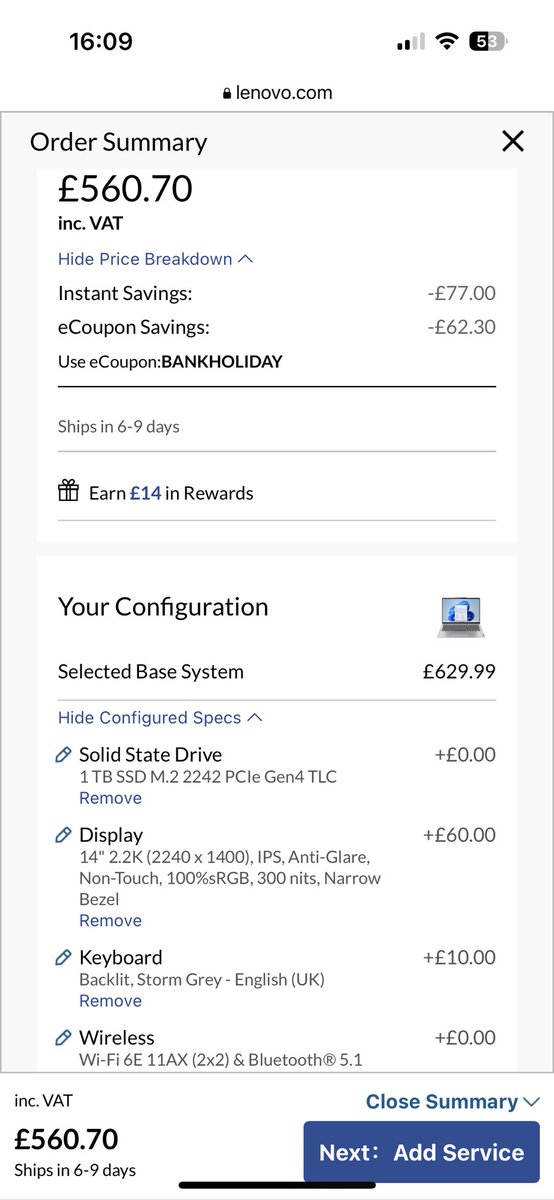 16:09
53
lenovo.com
Order Summary
£560.70
inc. VAT
Hide Price Breakdown
Instant Savings: -£77.00
eCoupon Savings: -£62.30
Use eCoupon:BANKHOLIDAY
Ships in 6-9 days
Earn £14 in Rewards
Your Configuration
Selected Base System £629.99
Hide Configured Specs
Solid State Drive +£0.00
1 TB SSD M.2 2242 PCIe Gen4 TLC
Remove
Display +£60.00
14" 2.2K (2240 x 1400), IPS, Anti-Glare,
Non-Touch, 100%sRGB, 300 nits, Narrow
Bezel
Remove
Keyboard +£10.00
Backlit, Storm Grey - English (UK)
Remove
Wireless +£0.00
Wi-Fi 6E 11AX (2x2) & Bluetooth® 5.1
inc. VAT
Close Summary
£560.70
Next: Add Service
Ships in 6-9 days